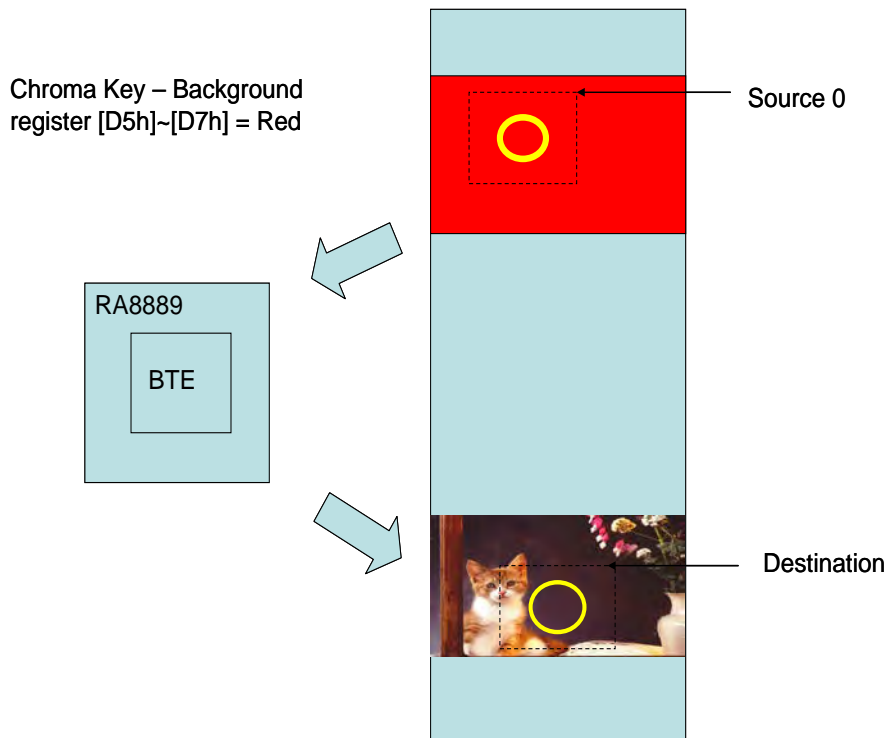 Chroma Key – Background
register [D5h]~[D7h] = Red
Source 0
RA8889
BTE
Destination